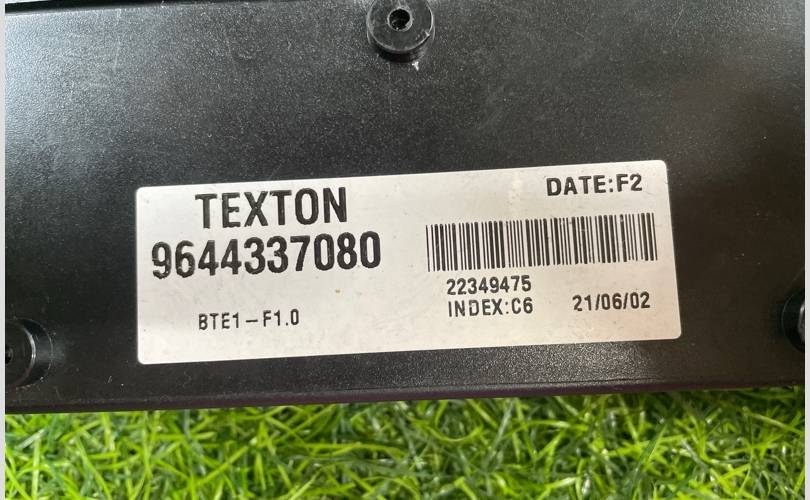 TEXTON
9644337080
BTE1-F1.0
DATE:F2
22349475
INDEX:C6 21/06/02